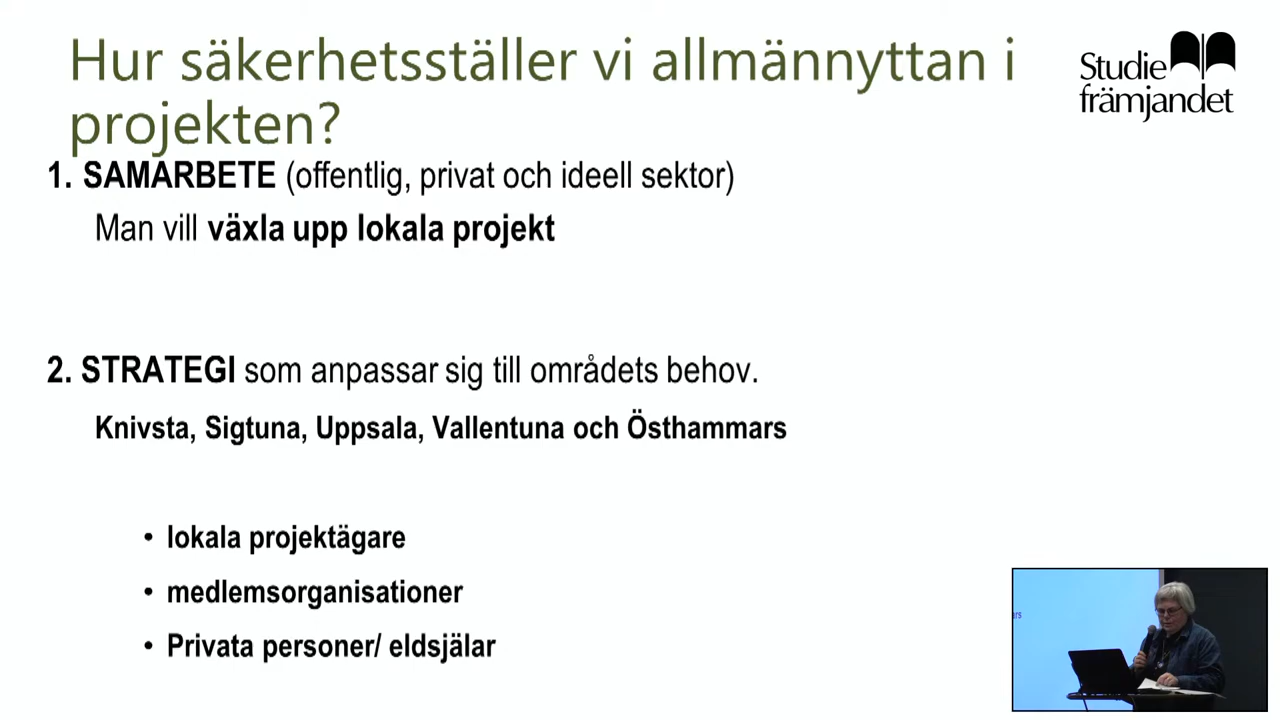 Hur säkerhetsställer vi allmännyttan i
projekten?
Studie
främjandet
1. SAMARBETE (offentlig, privat och ideell sektor)
Man vill växla upp lokala projekt
2. STRATEGI som anpassar sig till områdets behov.
Knivsta, Sigtuna, Uppsala, Vallentuna och Östhammars
• lokala projektägare
• medlemsorganisationer
• Privata personer/ eldsjälar